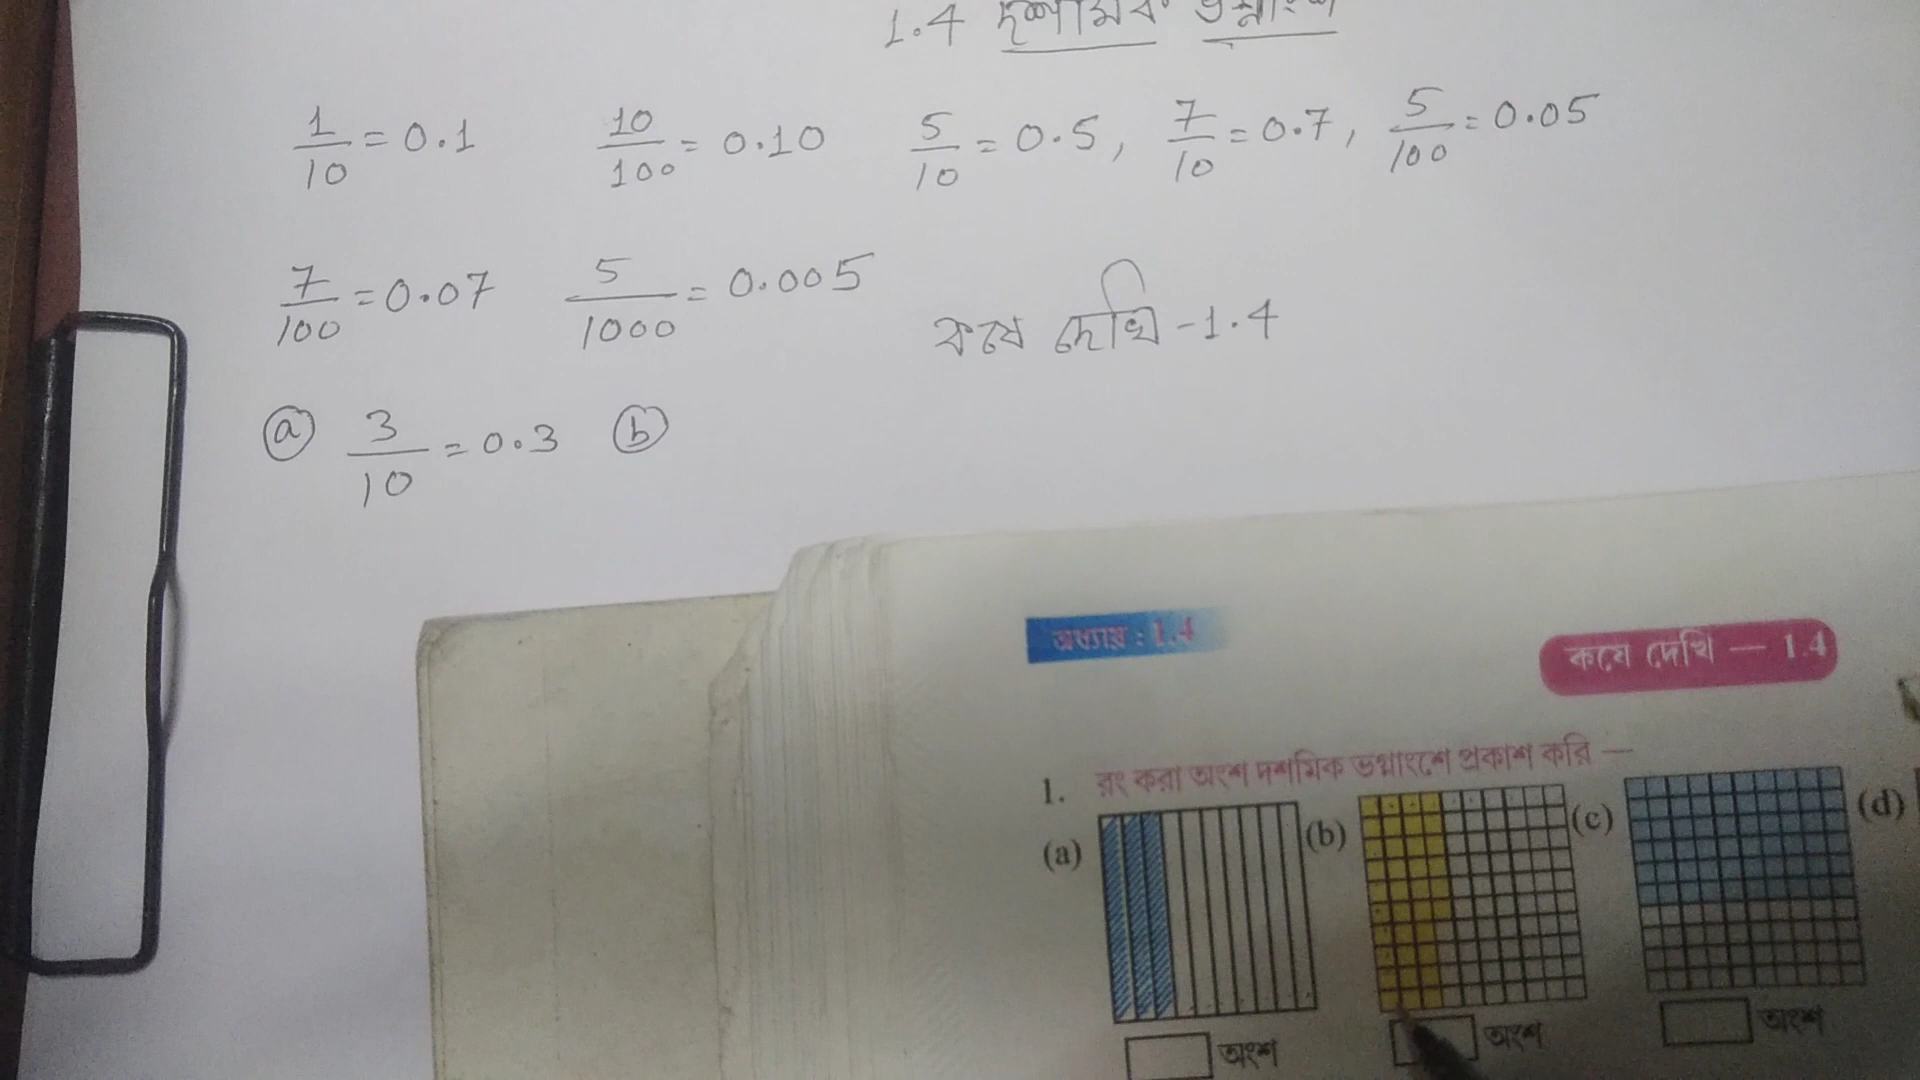 1.4 দশমিক ভগ্নাংশ
1/10 = 0.1 10/100 = 0.10 5/10 = 0.5, 7/10 = 0.7, 5/100 = 0.05
7/100 = 0.07 5/1000 = 0.005 কষে দেখি - 1.4
(a) 3/10 = 0.3 (b)
অধ্যায় : 1.4
কষে দেখি — 1.4
1. রং করা অংশ দশমিক ভগ্নাংশে প্রকাশ করি —
(a) (b) (c) (d)
অংশ অংশ অংশ